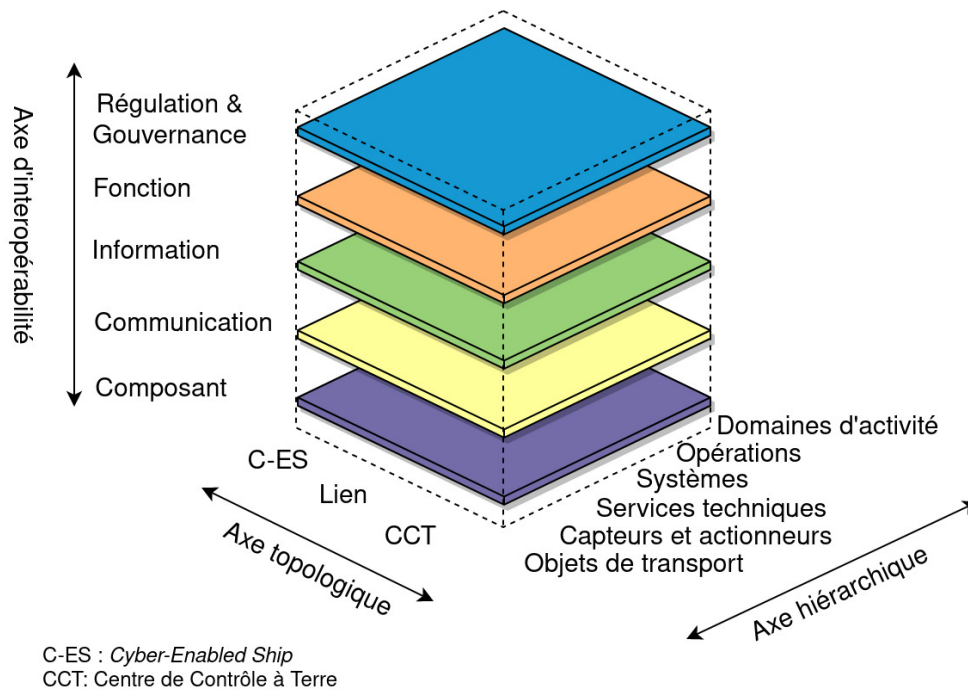 Axe d'interopérabilité
Régulation &
Gouvernance
Fonction
Information
Communication
Composant
C-ES
Lien
CCT
Axe topologique
Domaines d'activité
Opérations
Systèmes
Services techniques
Capteurs et actionneurs
Objets de transport
Axe hiérarchique
C-ES : Cyber-Enabled Ship
CCT: Centre de Contrôle à Terre